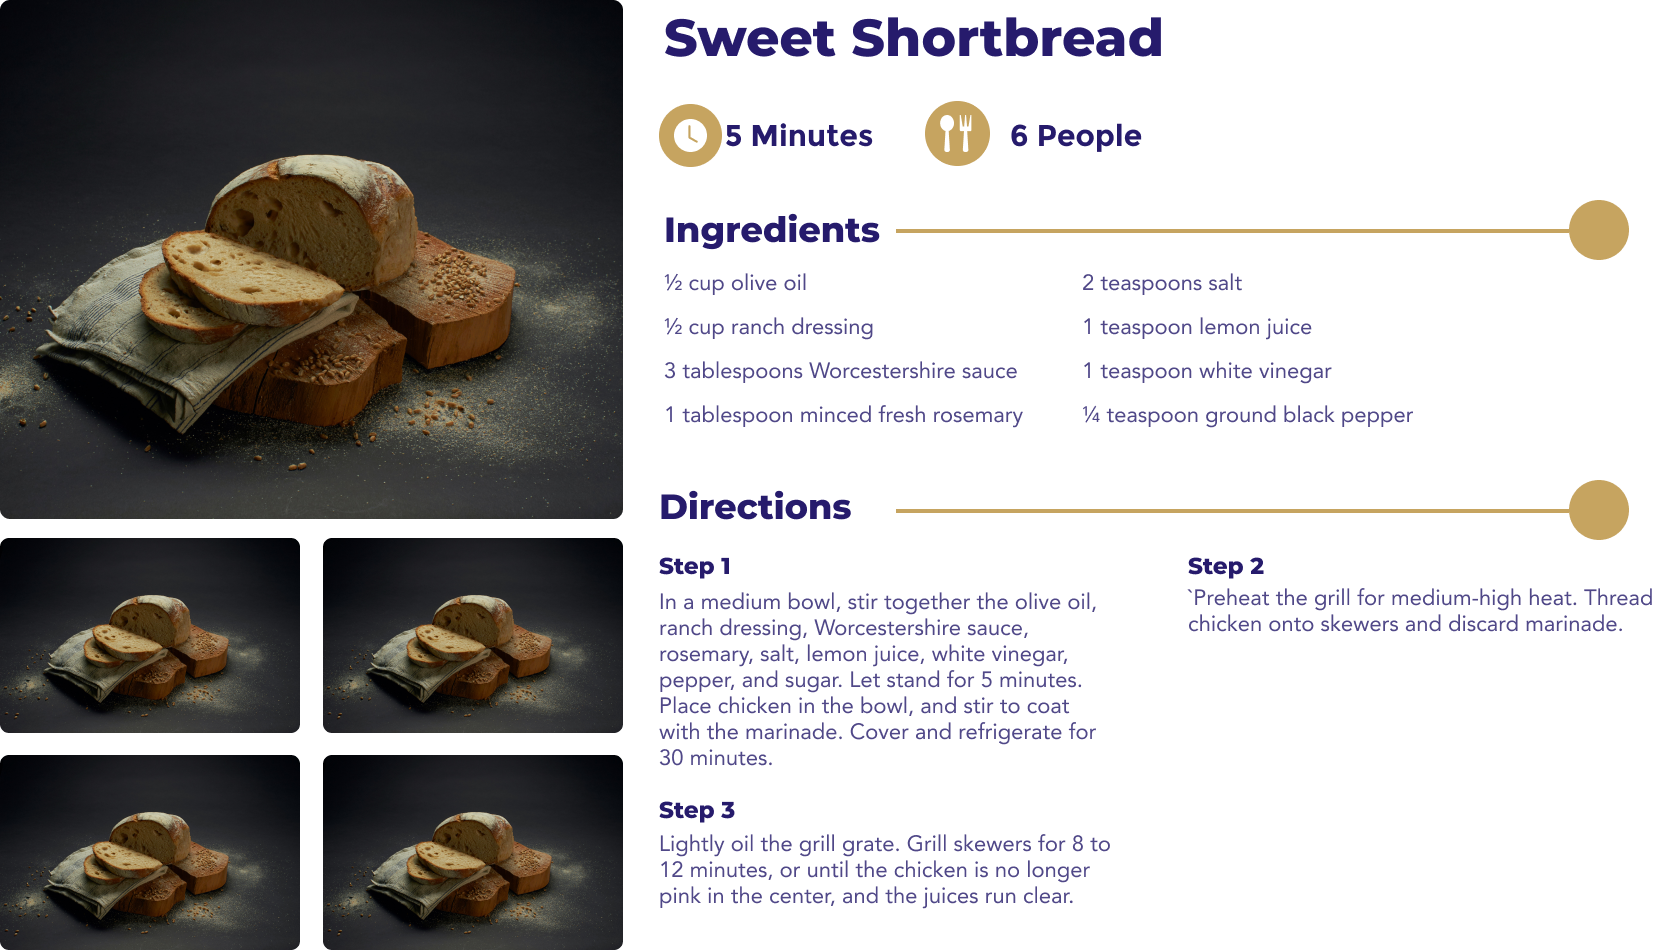 Sweet Shortbread
5 Minutes
6 People
Ingredients
½ cup olive oil
½ cup ranch dressing
3 tablespoons Worcestershire sauce
1 tablespoon minced fresh rosemary
2 teaspoons salt
1 teaspoon lemon juice
1 teaspoon white vinegar
¼ teaspoon ground black pepper
Directions
Step 1
In a medium bowl, stir together the olive oil,
ranch dressing, Worcestershire sauce,
rosemary, salt, lemon juice, white vinegar,
pepper, and sugar. Let stand for 5 minutes.
Place chicken in the bowl, and stir to coat
with the marinade. Cover and refrigerate for
30 minutes.
Step 2
`Preheat the grill for medium-high heat. Thread
chicken onto skewers and discard marinade.
Step 3
Lightly oil the grill grate. Grill skewers for 8 to
12 minutes, or until the chicken is no longer
pink in the center, and the juices run clear.